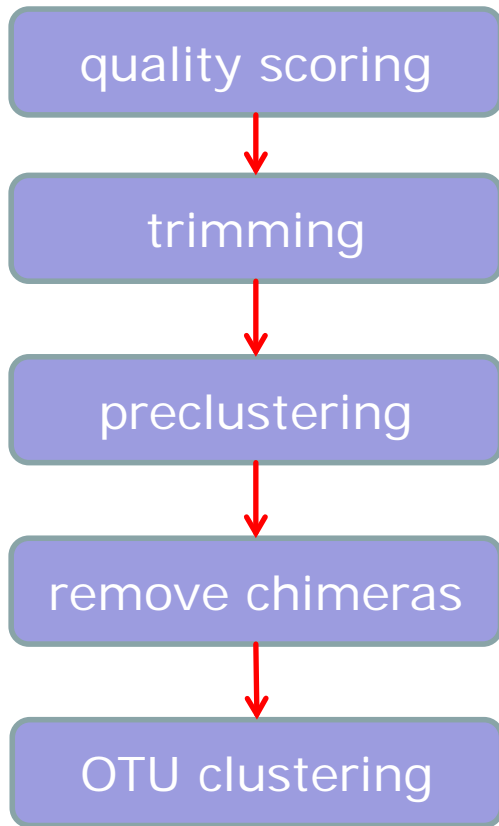 quality scoring
trimming
preclustering
remove chimeras
OTU clustering